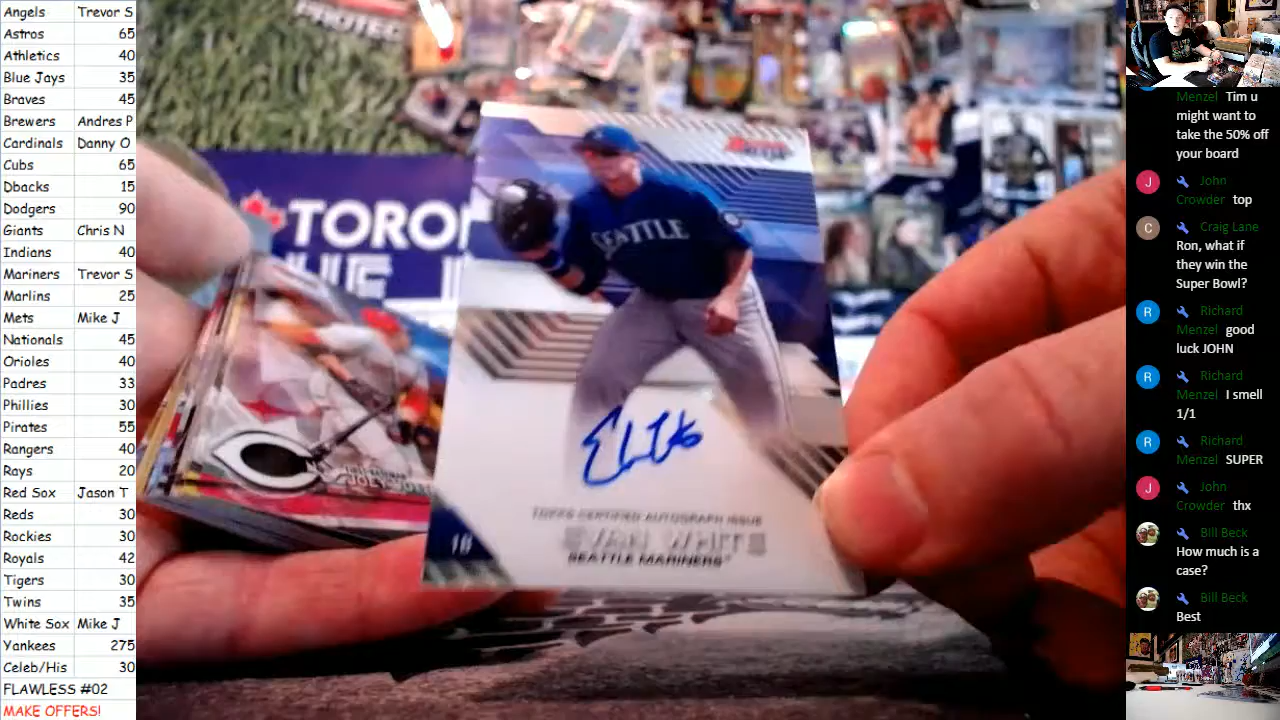 Angels Trevor S
Astros 65
Athletics 40
Blue Jays 35
Braves 45
Brewers Andres P
Cardinals Danny O
Cubs 65
Dbacks 15
Dodgers 90
Giants Chris N
Indians 40
Mariners Trevor S
Marlins 25
Mets Mike J
Nationals 45
Orioles 40
Padres 33
Phillies 30
Pirates 55
Rangers 40
Rays 20
Red Sox Jason T
Reds 30
Rockies 30
Royals 42
Tigers 30
Twins 35
White Sox Mike J
Yankees 275
Celeb/His 30
FLAWLESS #02
MAKE OFFERS!
PROTEC
TORO
SEATTLE
TOPPS CERTIFIED AUTOGRAPH ISSUE
EVAN WHITE
SEATTLE MARINERS
18
JOEY
Menzel Tim u
might want to
take the 50% off
your board
J John
Crowder top
C Craig Lane
Ron, what if
they win the
Super Bowl?
R Richard
Menzel good
luck JOHN
R Richard
Menzel I smell
1/1
R Richard
Menzel SUPER
J John
Crowder thx
Bill Beck
How much is a
case?
Bill Beck
Best